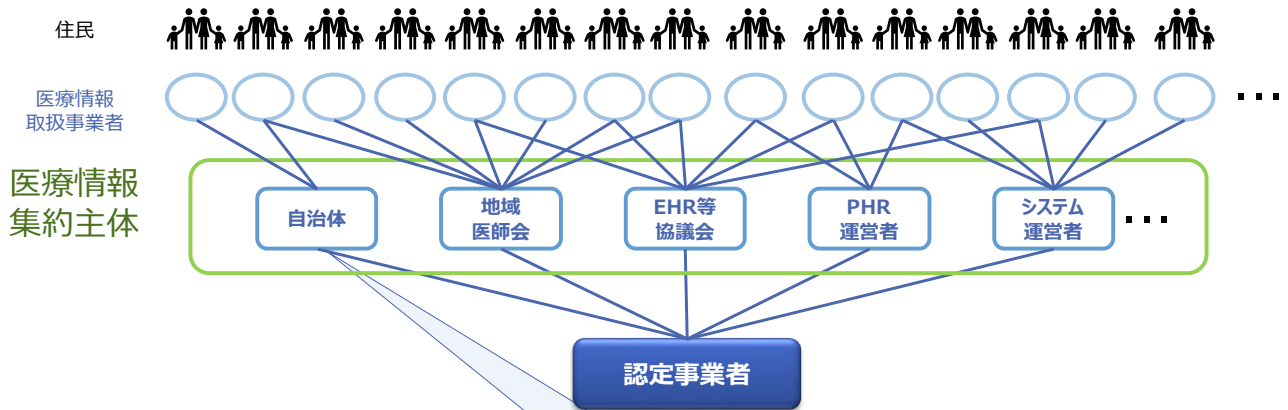 住民
医療情報
取扱事業者
医療情報
集約主体
自治体
地域
医師会
EHR等
協議会
PHR
運営者
システム
運営者
認定事業者